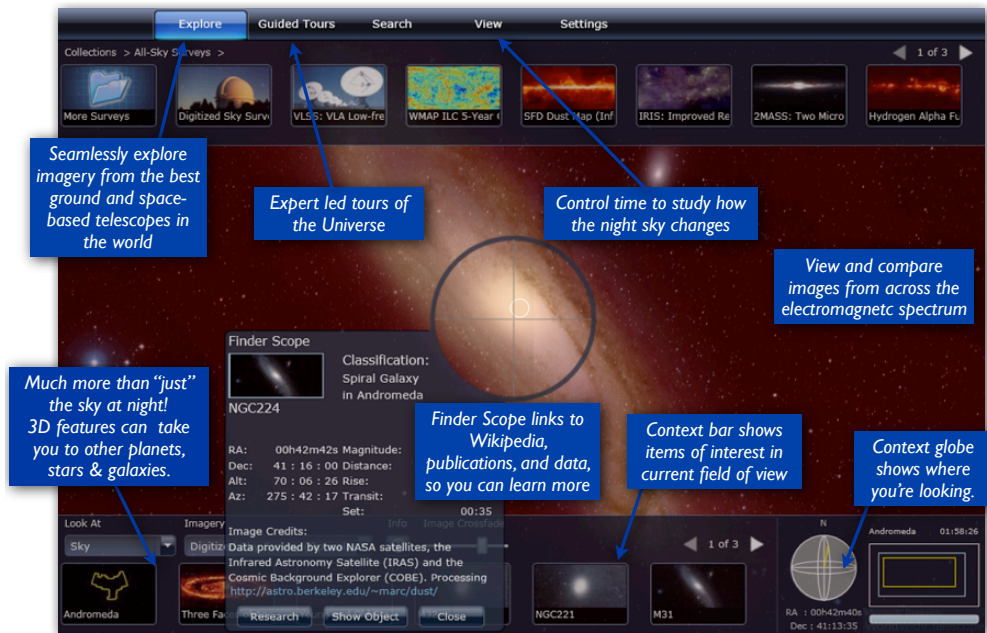 Explore Guided Tours Search View Settings
Collections > All-Sky Surveys >
1 of 3
More Surveys
Digitized Sky Surv
VLSS: VLA Low-fre
WMAP ILC 5-Year
SFD Dust Map (Inf
IRIS: Improved Re
2MASS: Two Micro
Hydrogen Alpha Fu
Seamlessly explore
imagery from the best
ground and space-
based telescopes in
the world
Expert led tours of
the Universe
Control time to study how
the night sky changes
View and compare
images from across the
electromagnetc spectrum
Much more than “just”
the sky at night!
3D features can take
you to other planets,
stars & galaxies.
Finder Scope
Classification:
Spiral Galaxy
in Andromeda
NGC224
RA: 00h42m42s Magnitude:
Dec: 41 : 16 : 00 Distance:
Alt: 70 : 06 : 26 Rise:
Az: 275 : 42 : 17 Transit:
Set: 00:35
Image Credits:
Data provided by two NASA satellites, the
Infrared Astronomy Satellite (IRAS) and the
Cosmic Background Explorer (COBE). Processing
http://astro.berkeley.edu/~marc/dust/
Research Show Object Close
Finder Scope links to
Wikipedia,
publications, and data,
so you can learn more
Context bar shows
items of interest in
current field of view
Context globe
shows where
you’re looking.
Look At Imagery Info Image Crossfade
Sky Digitiz
1 of 3
Andromeda
Three Fac
NGC221
M31
N
Andromeda 01:58:26
RA : 00h42m40s
Dec : 41:13:35